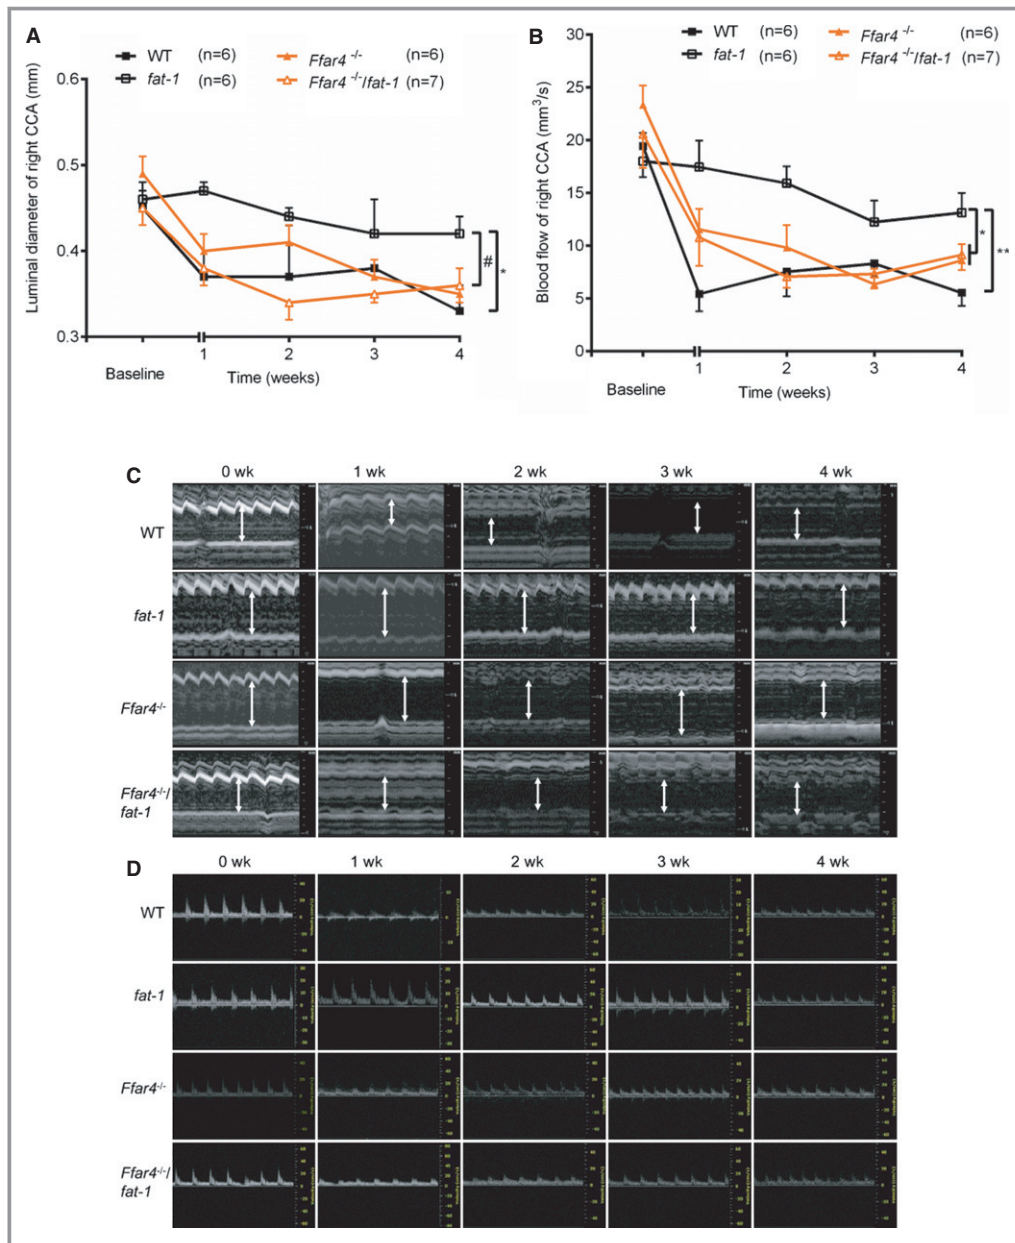 A
WT (n=6)
fat-1 (n=6)
Ffar4 -/- (n=6)
Ffar4 -/-/fat-1 (n=7)
Luminal diameter of right CCA (mm)
0.6
0.5
0.4
0.3
# *
Baseline
1 2 3 4
Time (weeks)
B
WT (n=6)
fat-1 (n=6)
Ffar4 -/- (n=6)
Ffar4 -/-/fat-1 (n=7)
Blood flow of right CCA (mm3/s)
30
25
20
15
10
5
0
* **
Baseline
1 2 3 4
Time (weeks)
C
0 wk 1 wk 2 wk 3 wk 4 wk
WT
fat-1
Ffar4-/-
Ffar4-/-/
fat-1
D
0 wk 1 wk 2 wk 3 wk 4 wk
WT
fat-1
Ffar4-/-
Ffar4-/-/
fat-1